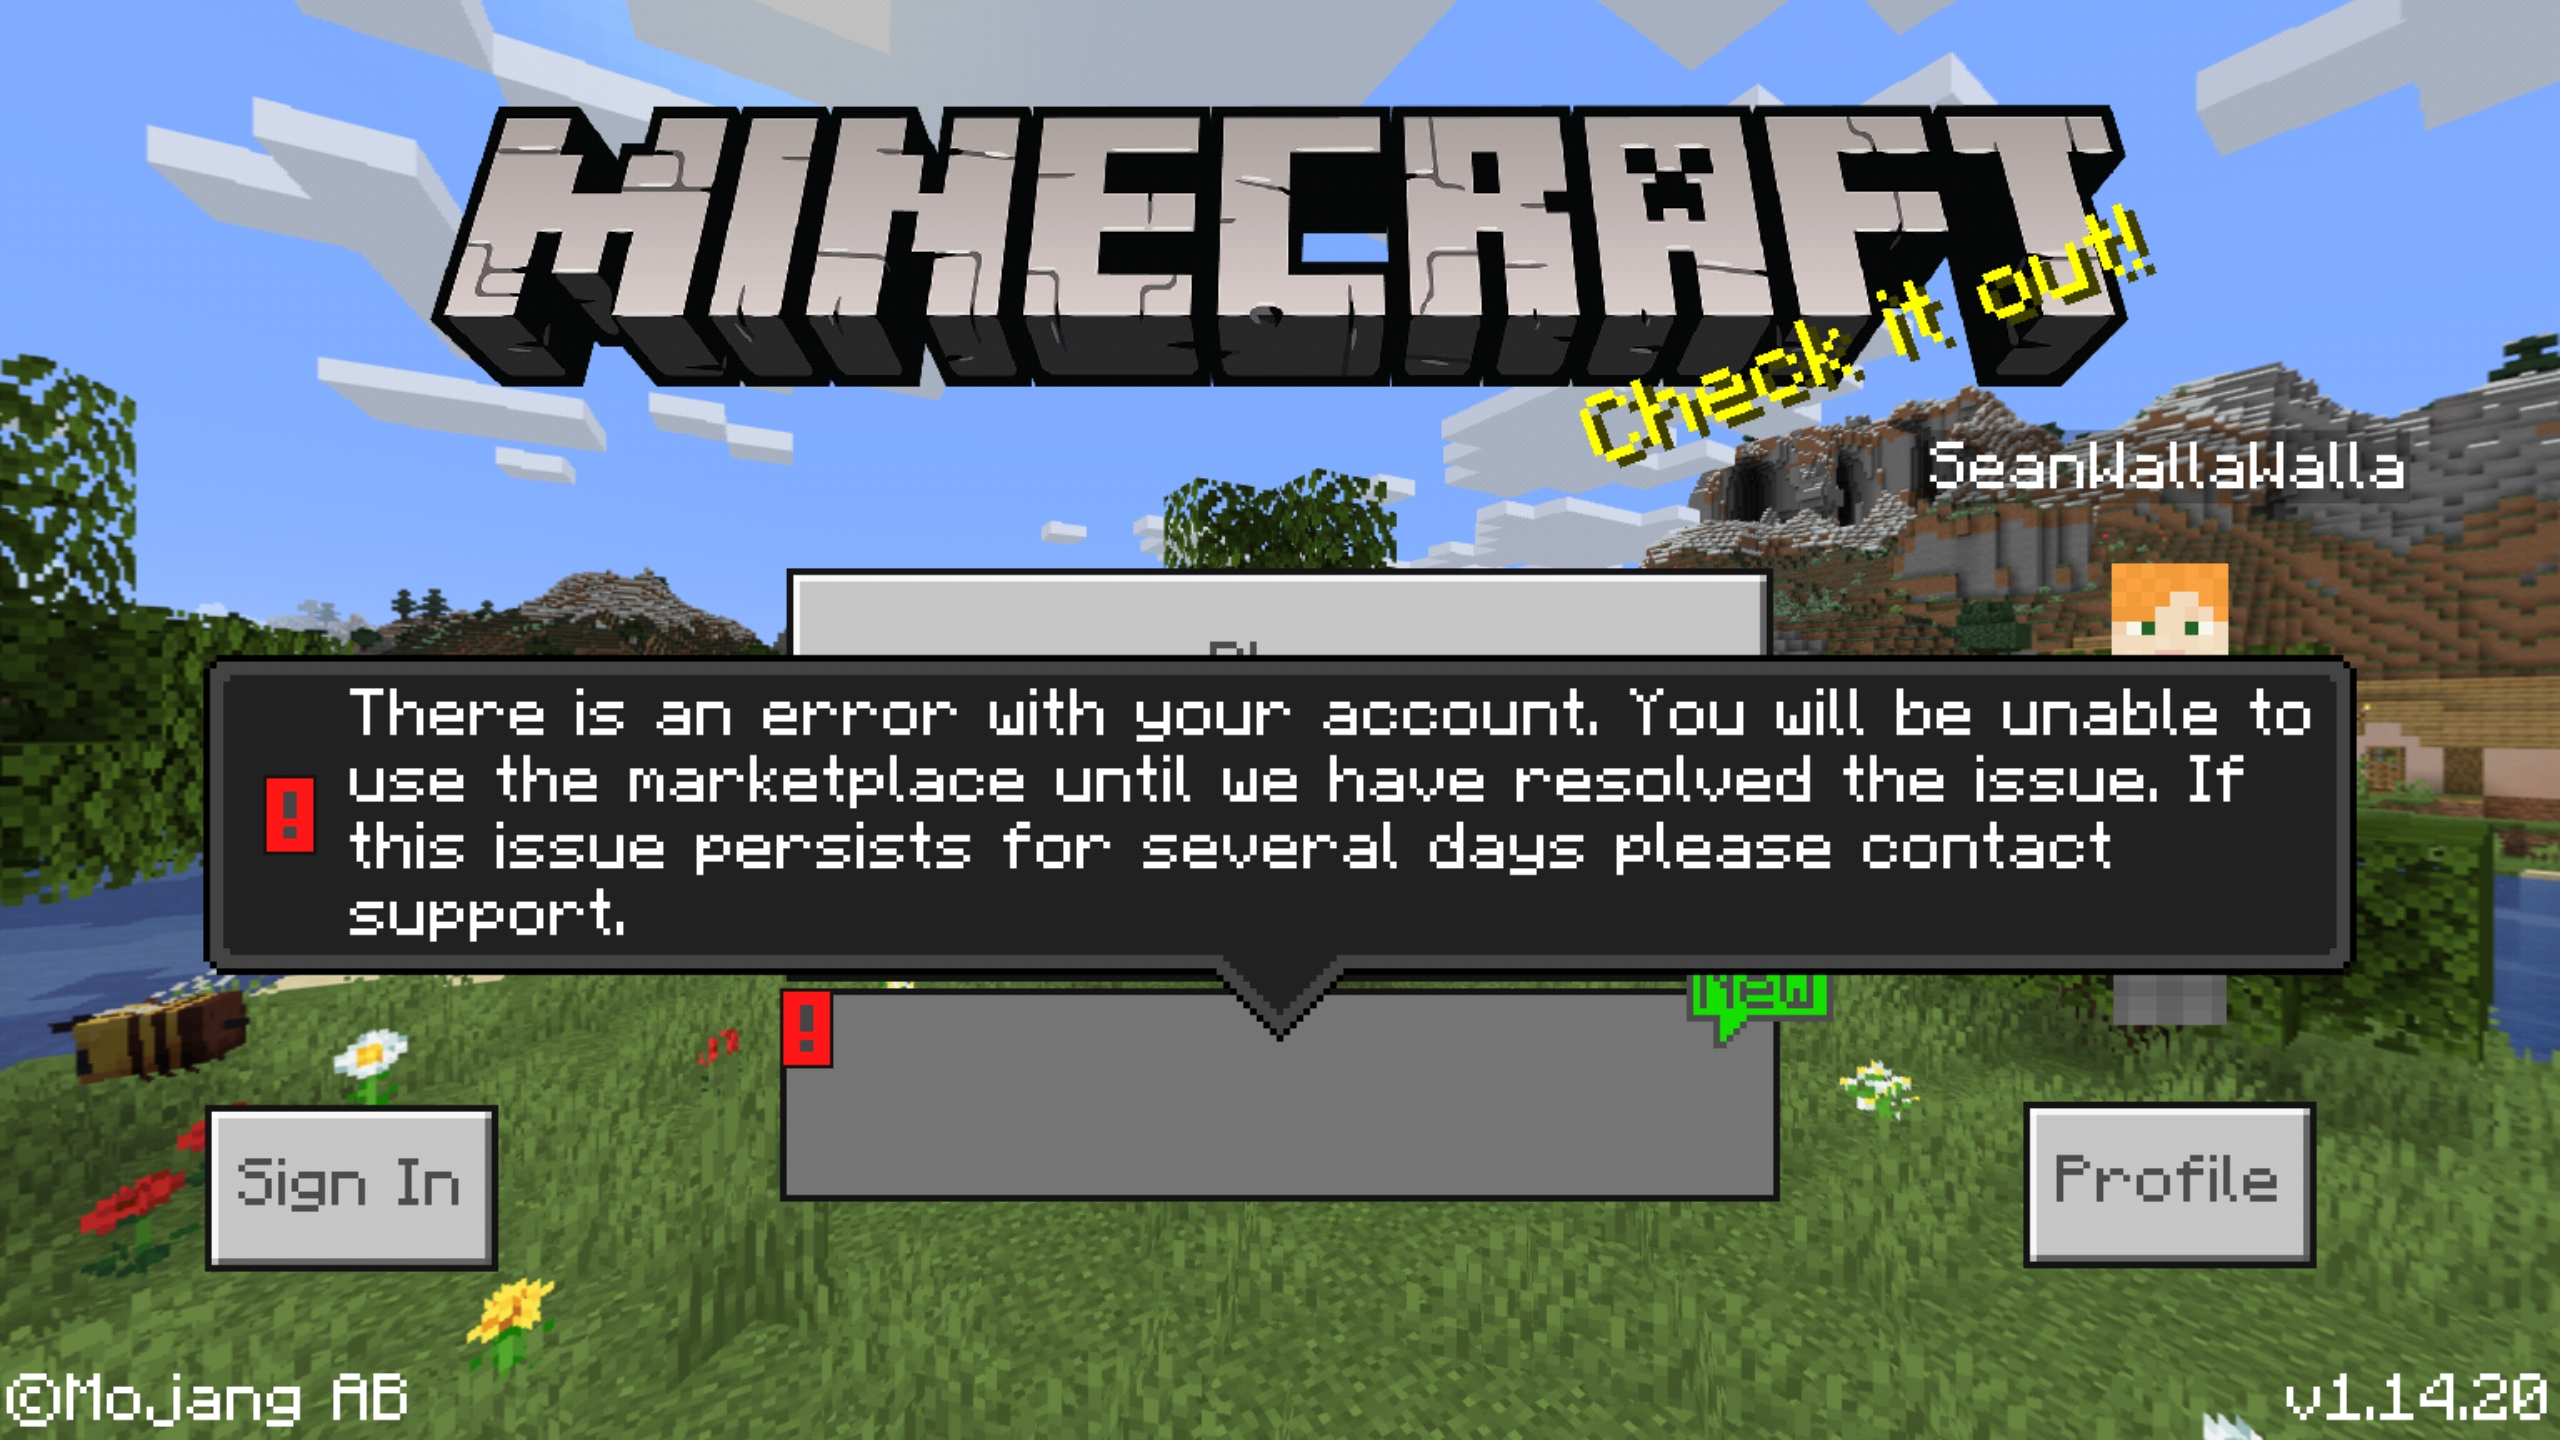 MINECRAFT
Check it out!
SeanWallaWalla
There is an error with your account. You will be unable to
use the marketplace until we have resolved the issue. If
this issue persists for several days please contact
support.
New
Sign In
Profile
©Mojang AB
v1.14.20